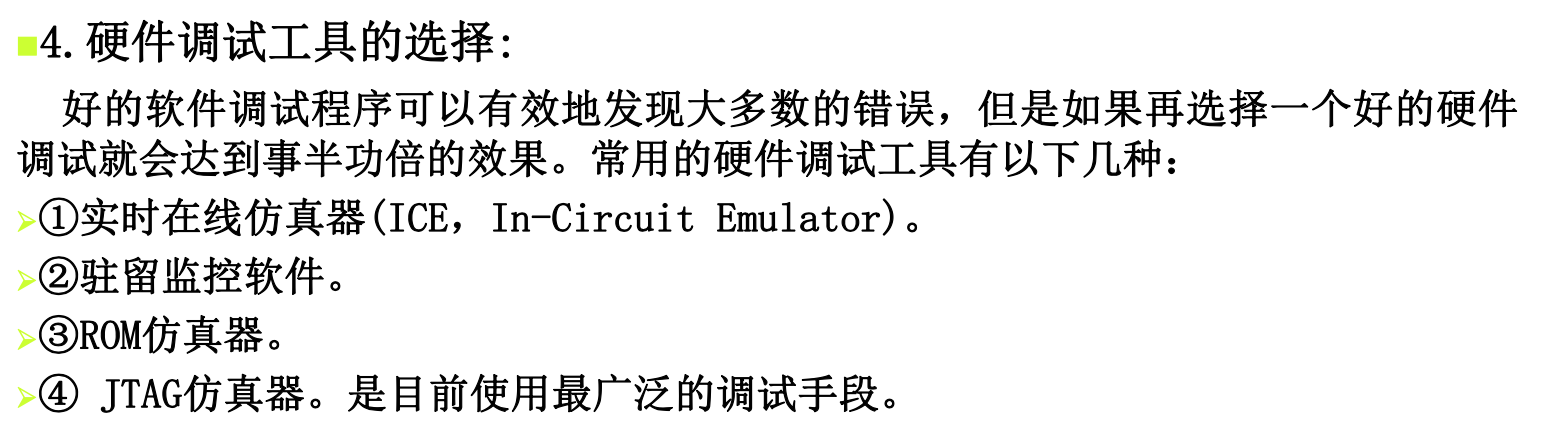 4.硬件调试工具的选择:
好的软件调试程序可以有效地发现大多数的错误，但是如果再选择一个好的硬件
调试就会达到事半功倍的效果。常用的硬件调试工具有以下几种：
①实时在线仿真器(ICE，In-Circuit Emulator)。
②驻留监控软件。
③ROM仿真器。
④ JTAG仿真器。是目前使用最广泛的调试手段。